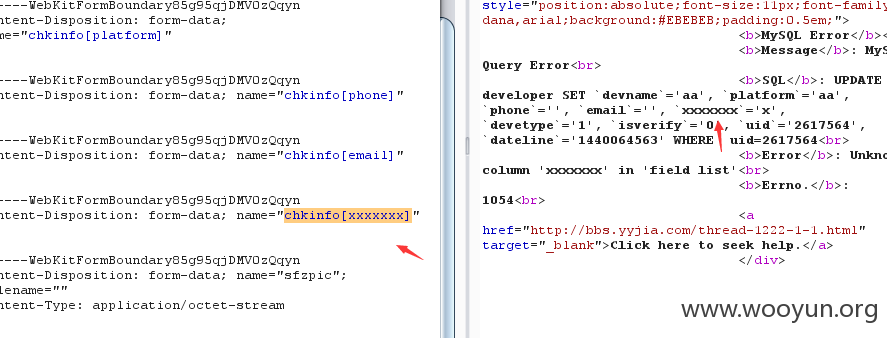 ----WebKitFormBoundary85g95qjDMVOzQqyn
ntent-Disposition: form-data;
me="chkinfo[platform]"
----WebKitFormBoundary85g95qjDMVOzQqyn
ntent-Disposition: form-data; name="chkinfo[phone]"
----WebKitFormBoundary85g95qjDMVOzQqyn
ntent-Disposition: form-data; name="chkinfo[email]"
----WebKitFormBoundary85g95qjDMVOzQqyn
ntent-Disposition: form-data; name="chkinfo[xxxxxxx]"
----WebKitFormBoundary85g95qjDMVOzQqyn
ntent-Disposition: form-data; name="sfzpic";
lename=""
ntent-Type: application/octet-stream
style="position:absolute;font-size:11px;font-family
dana,arial;background:#EBEBEB;padding:0.5em;">
<b>MySQL Error</b><
<b>Message</b>: MyS
Query Error<br>
<b>SQL</b>: UPDATE
developer SET `devname`='aa', `platform`='aa',
`phone`='', `email`='', `xxxxxxx`='x',
`devetype`='1', `isverify`='0', `uid`='2617564',
`dateline`='1440064563' WHERE uid=2617564<br>
<b>Error</b>: Unkno
column 'xxxxxxx' in 'field list'<br>
<b>Errno.</b>:
1054<br>
<a
href="http://bbs.yyjia.com/thread-1222-1-1.html"
target="_blank">Click here to seek help.</a>
</div>
www.wooyun.org